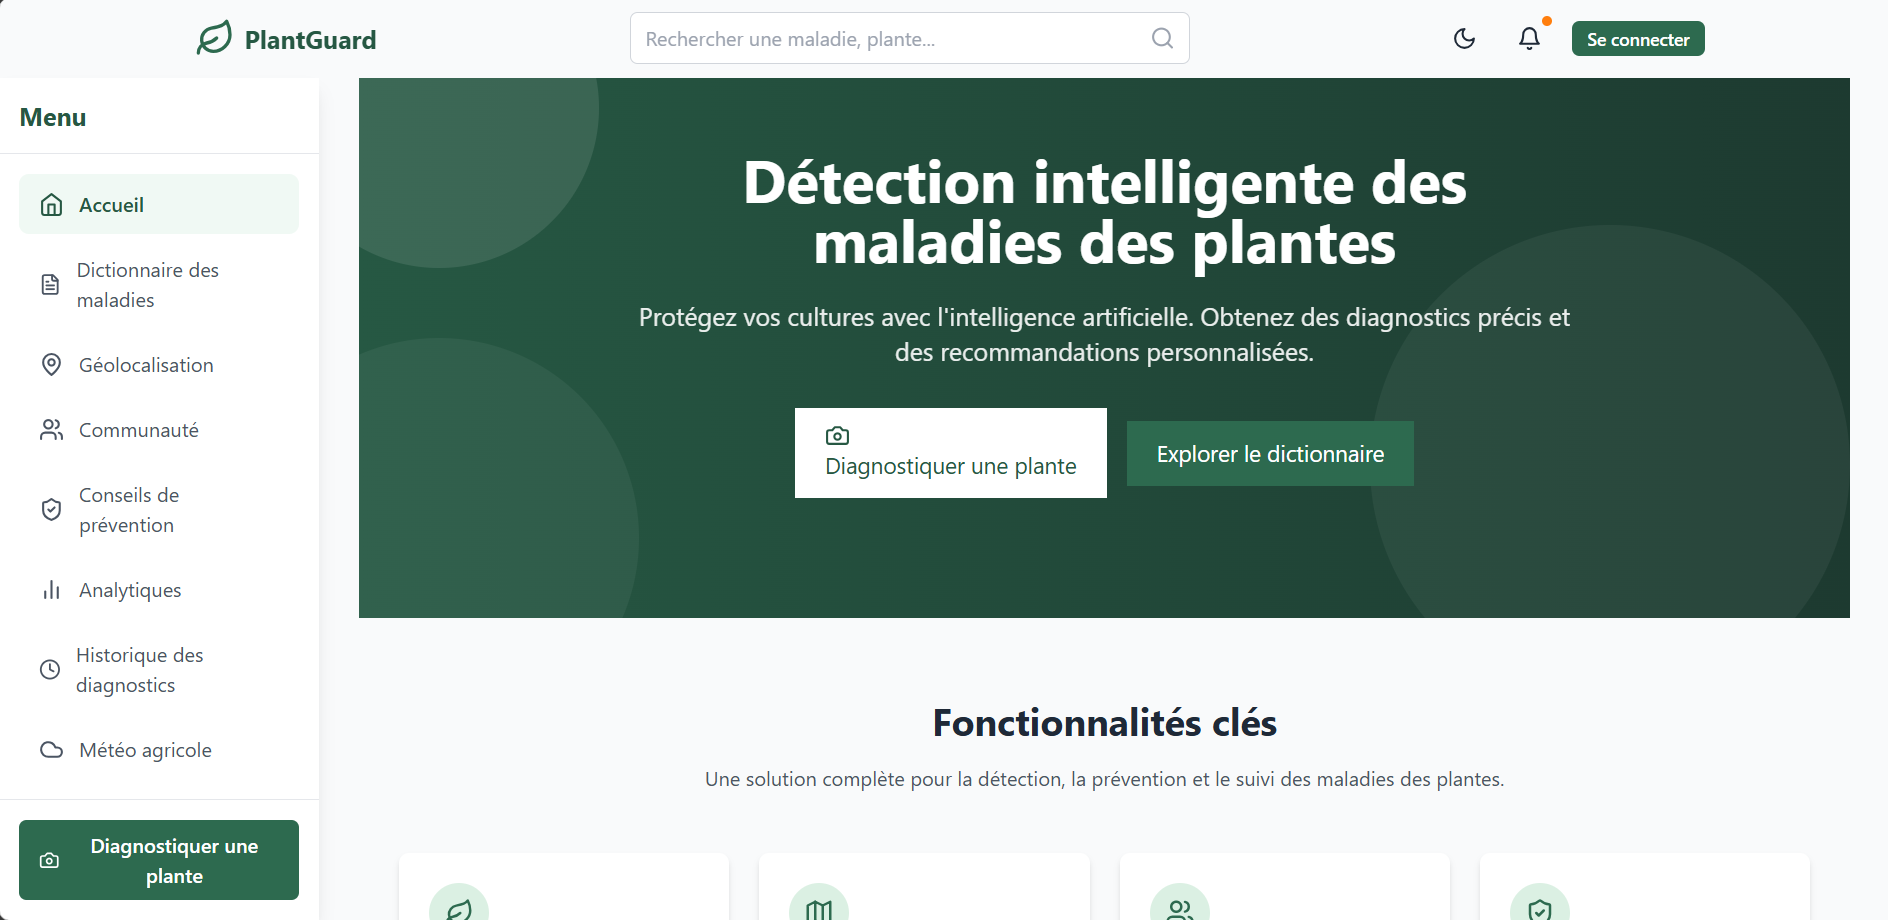 PlantGuard
Rechercher une maladie, plante...
Se connecter
Menu
Accueil
Dictionnaire des
maladies
Géolocalisation
Communauté
Conseils de
prévention
Analytiques
Historique des
diagnostics
Météo agricole
Diagnostiquer une
plante
Détection intelligente des
maladies des plantes
Protégez vos cultures avec l'intelligence artificielle. Obtenez des diagnostics précis et
des recommandations personnalisées.
Diagnostiquer une plante
Explorer le dictionnaire
Fonctionnalités clés
Une solution complète pour la détection, la prévention et le suivi des maladies des plantes.